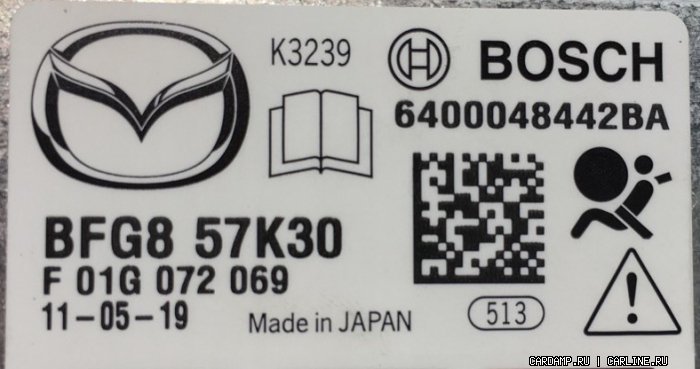 K3239
BOSCH
6400048442BA
BFG8 57K30
F 01G 072 069
11-05-19
Made in JAPAN
513
CARDAMP.RU | CARLINE.RU